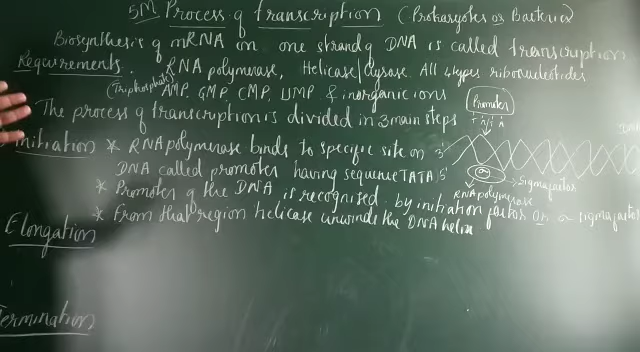 5M Process of transcription (Prokaryotes or Bacteria)
Biosynthesis of mRNA on one strand of DNA is called transcription
Requirements. RNA polymerase, Helicase/Gyrase. All 4 types ribonucleotides
(Triphosphate) AMP, GMP, CMP, UMP & inorganic ions
Promoter
The process of transcription is divided in 3 main steps
Initiation * RNA polymerase binds to specific site on 3'
DNA called promoter having sequence TATA 5'
Sigma factor
RNA polymerase
* Promoter of the DNA is recognised by initiation factor or a sigma factor
* From that region helicase unwinds the DNA helix
Elongation
Termination